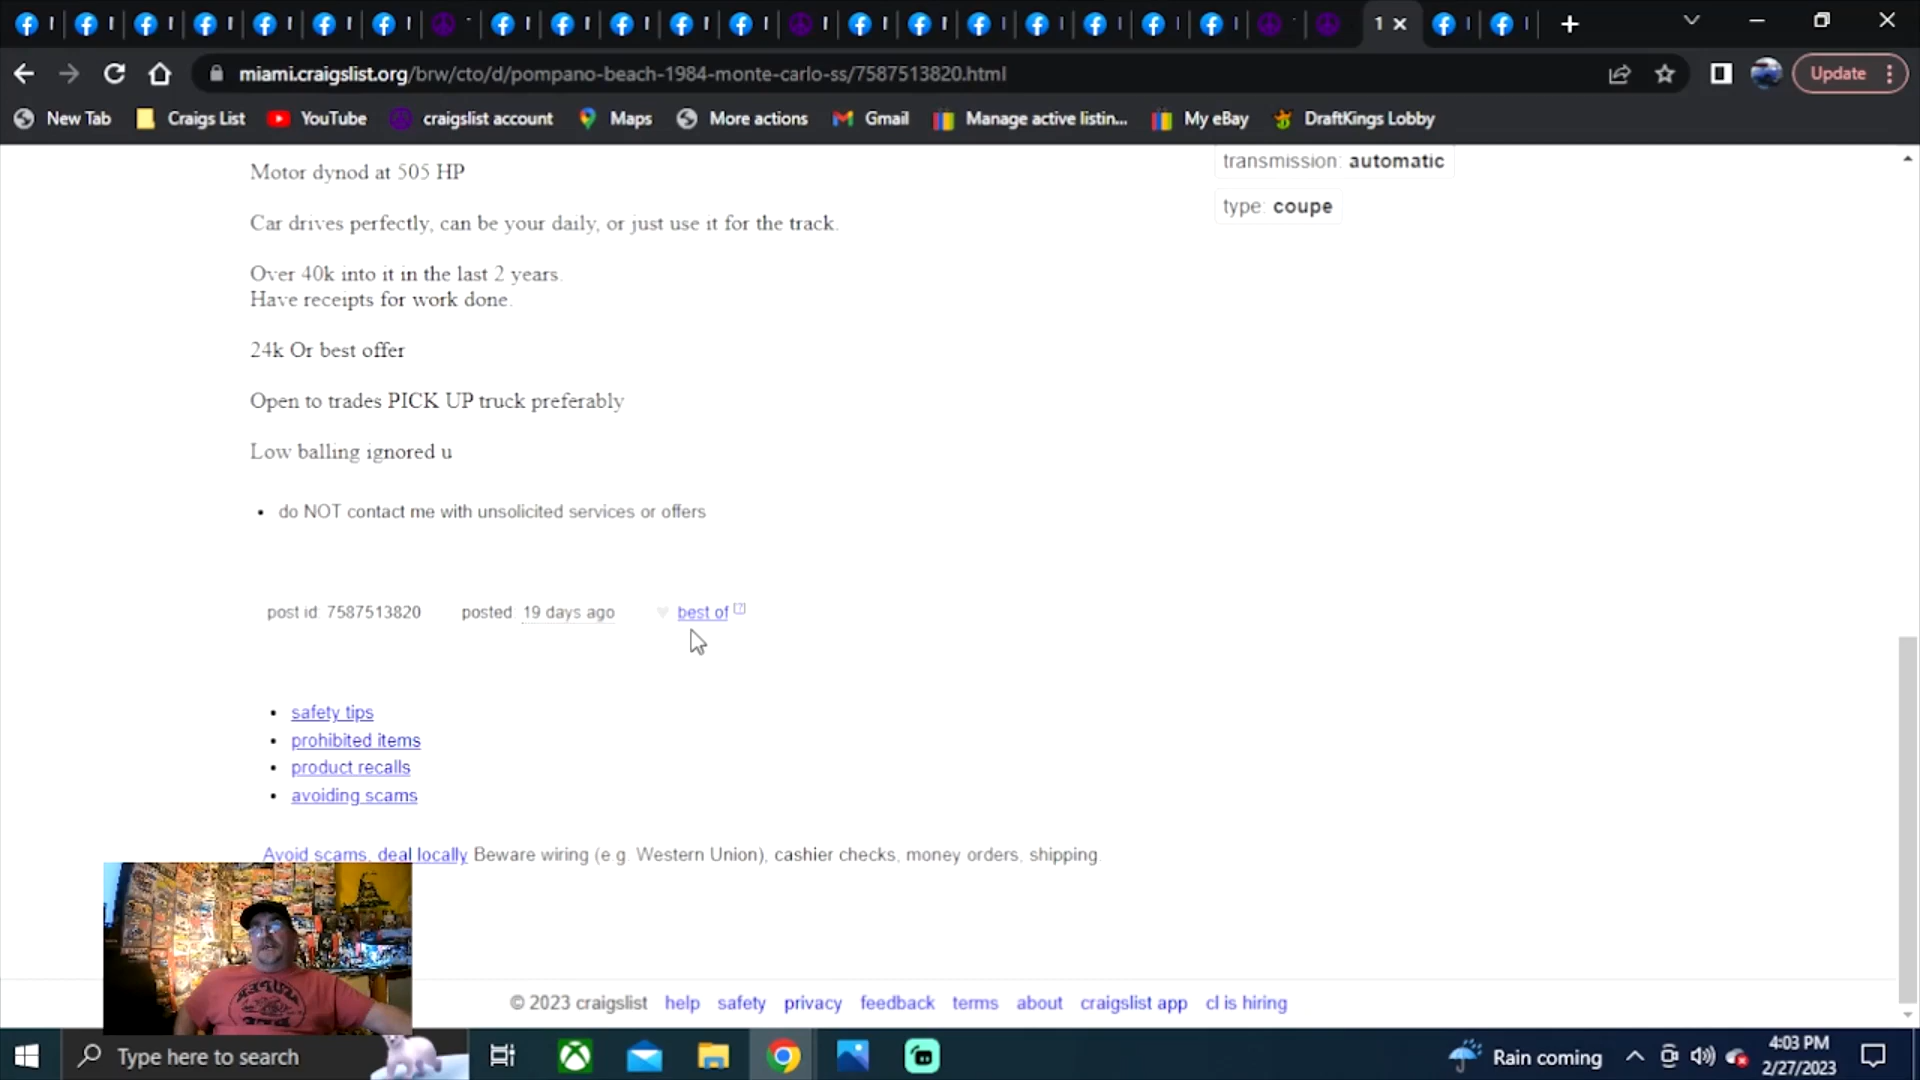 1
miami.craigslist.org/brw/cto/d/pompano-beach-1984-monte-carlo-ss/7587513820.html
Update
New Tab
Craigs List
YouTube
craigslist account
Maps
More actions
Gmail
Manage active listin...
My eBay
DraftKings Lobby
Motor dynod at 505 HP
Car drives perfectly, can be your daily, or just use it for the track.
Over 40k into it in the last 2 years.
Have receipts for work done.
24k Or best offer
Open to trades PICK UP truck preferably
Low balling ignored u
• do NOT contact me with unsolicited services or offers
transmission: automatic
type: coupe
post id: 7587513820
posted: 19 days ago
♥ best of [?]
• safety tips
• prohibited items
• product recalls
• avoiding scams
Avoid scams, deal locally Beware wiring (e.g. Western Union), cashier checks, money orders, shipping.
© 2023 craigslist
help
safety
privacy
feedback
terms
about
craigslist app
cl is hiring
Type here to search
Rain coming
4:03 PM
2/27/2023